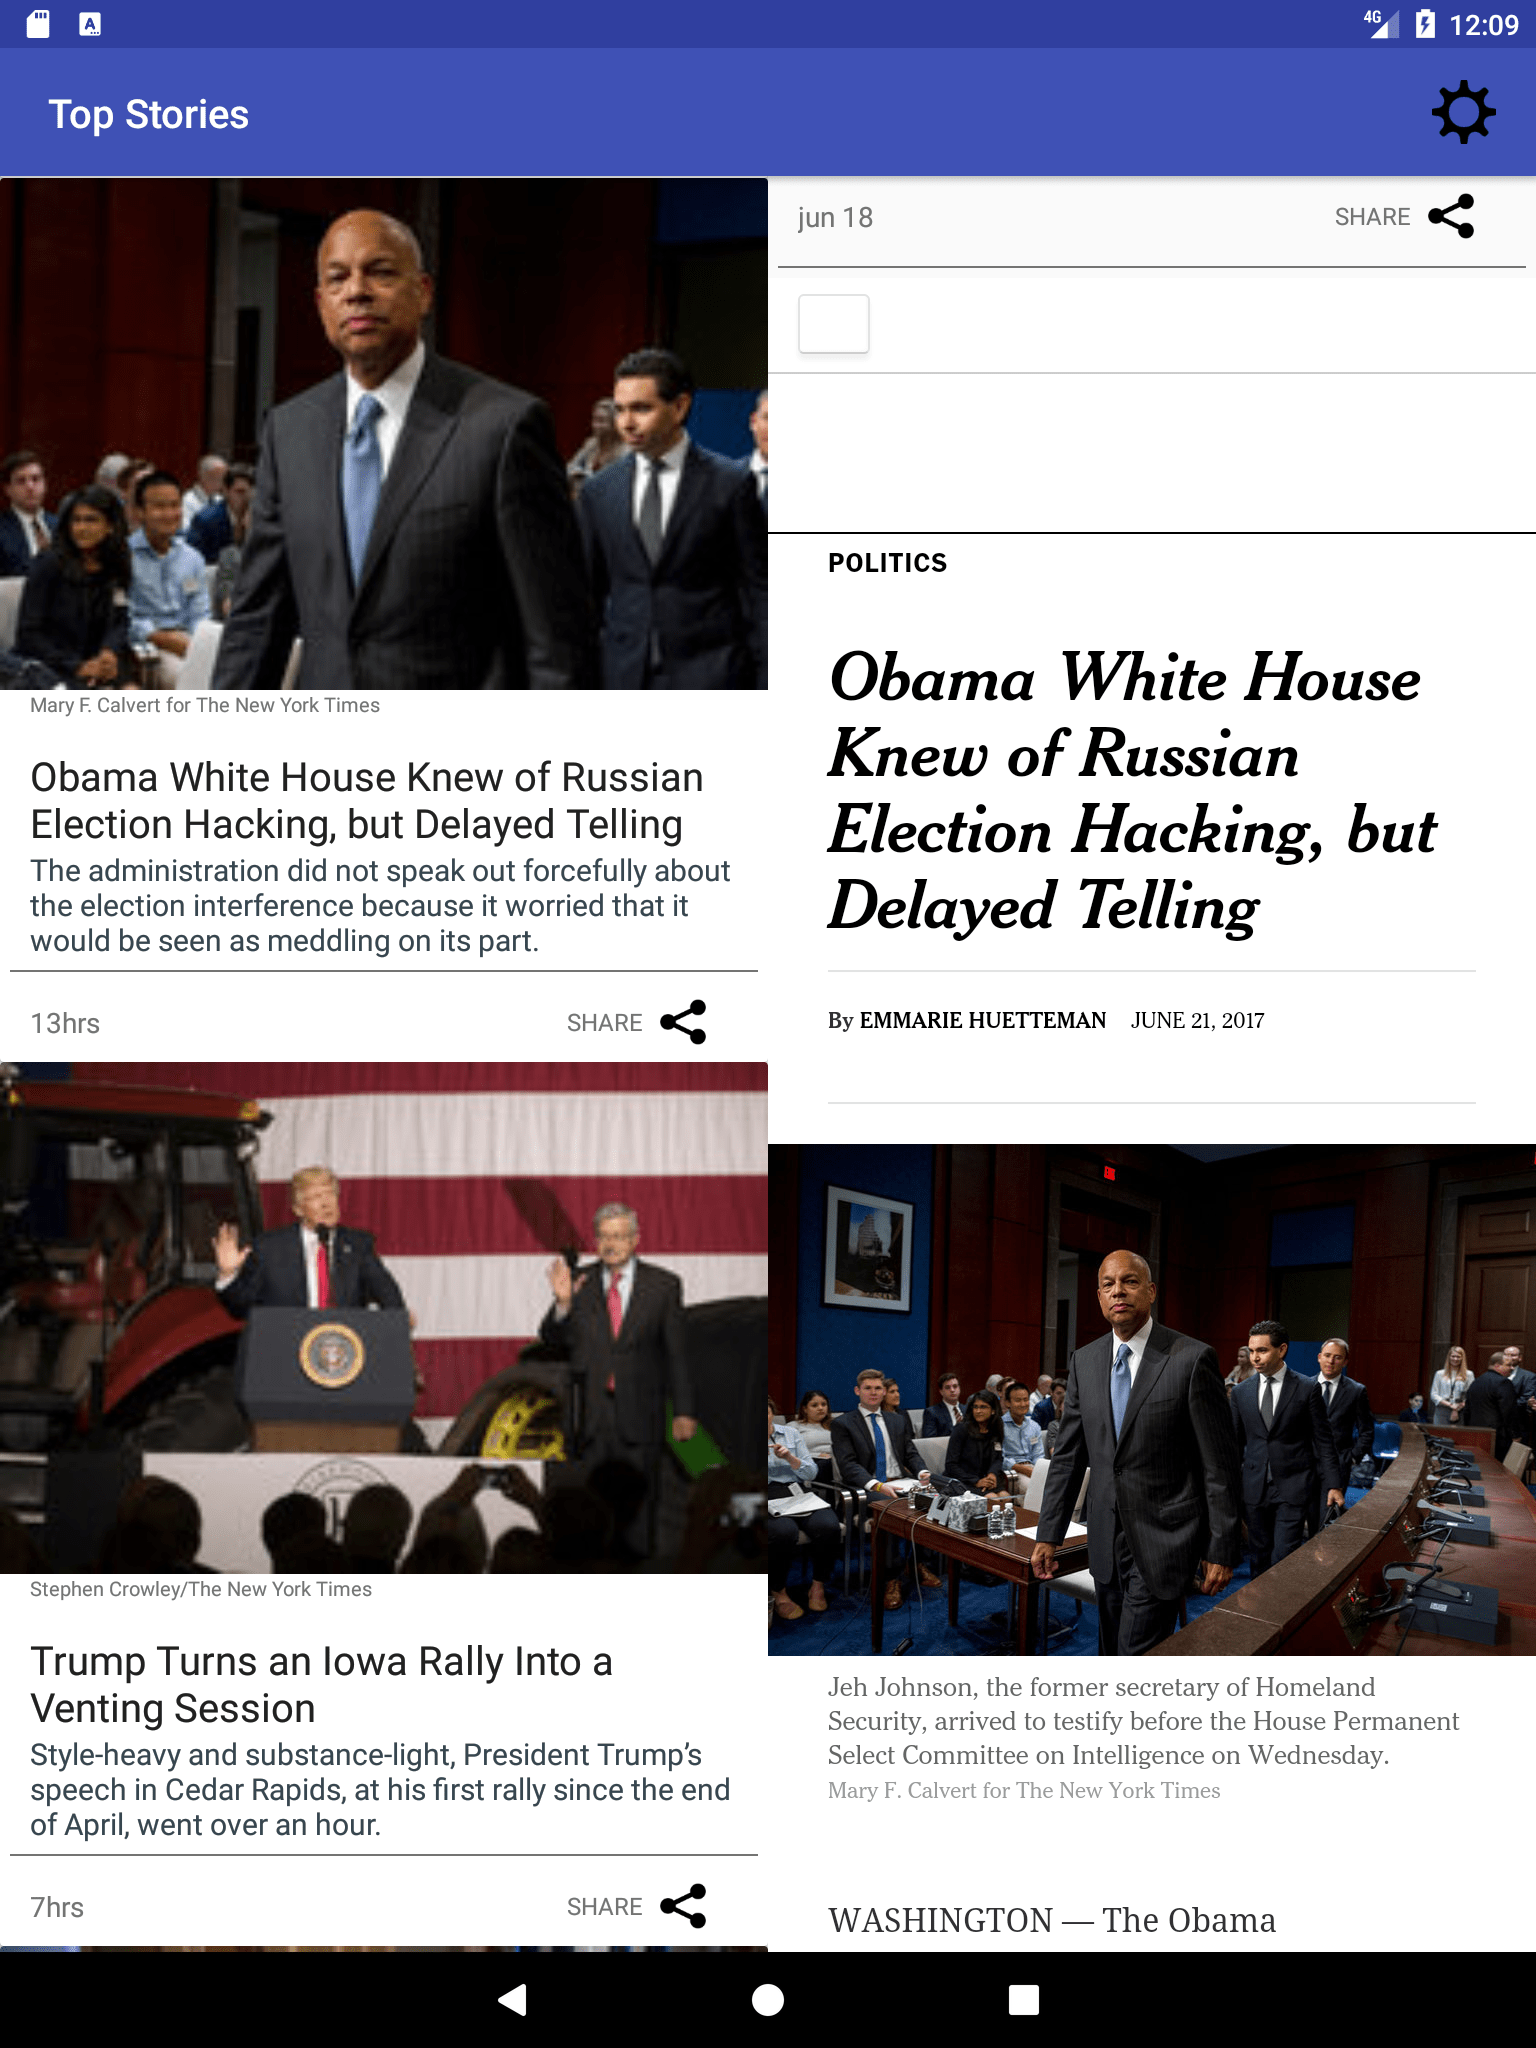 4G 12:09
Top Stories
Mary F. Calvert for The New York Times
Obama White House Knew of Russian
Election Hacking, but Delayed Telling
The administration did not speak out forcefully about
the election interference because it worried that it
would be seen as meddling on its part.
13hrs SHARE
Stephen Crowley/The New York Times
Trump Turns an Iowa Rally Into a
Venting Session
Style-heavy and substance-light, President Trump’s
speech in Cedar Rapids, at his first rally since the end
of April, went over an hour.
7hrs SHARE
jun 18 SHARE
POLITICS
Obama White House
Knew of Russian
Election Hacking, but
Delayed Telling
By EMMARIE HUETTEMAN JUNE 21, 2017
Jeh Johnson, the former secretary of Homeland
Security, arrived to testify before the House Permanent
Select Committee on Intelligence on Wednesday.
Mary F. Calvert for The New York Times
WASHINGTON — The Obama